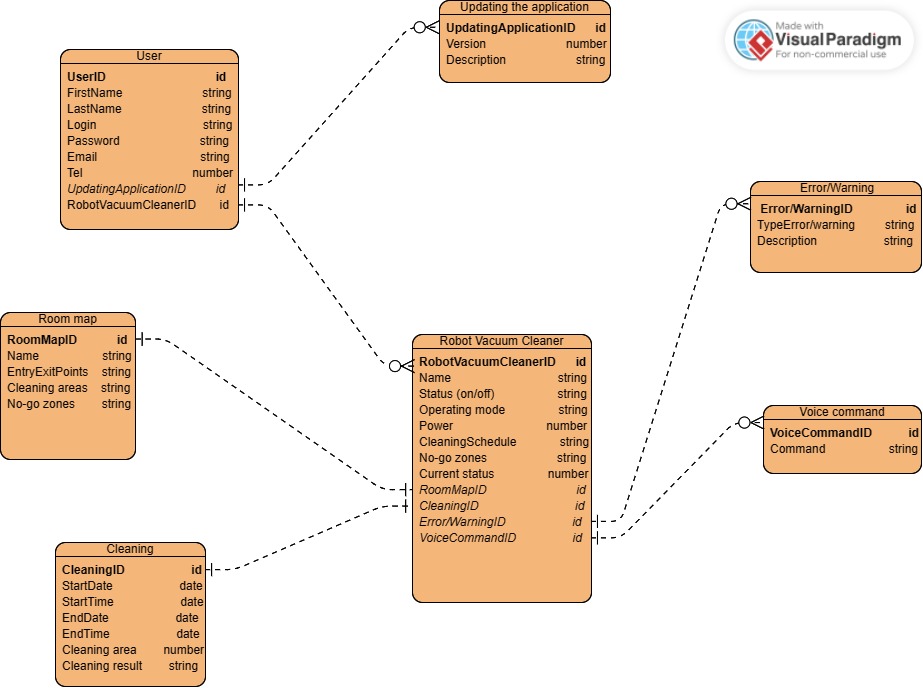 Updating the application
UpdatingApplicationID id
Version number
Description string
Made with
VisualParadigm
For non-commercial use
User
UserID id
FirstName string
LastName string
Login string
Password string
Email string
Tel number
UpdatingApplicationID id
RobotVacuumCleanerID id
Error/Warning
Error/WarningID id
TypeError/warning string
Description string
Room map
RoomMapID id
Name string
EntryExitPoints string
Cleaning areas string
No-go zones string
Robot Vacuum Cleaner
RobotVacuumCleanerID id
Name string
Status (on/off) string
Operating mode string
Power number
CleaningSchedule string
No-go zones string
Current status number
RoomMapID id
CleaningID id
Error/WarningID id
VoiceCommandID id
Voice command
VoiceCommandID id
Command string
Cleaning
CleaningID id
StartDate date
StartTime date
EndDate date
EndTime date
Cleaning area number
Cleaning result string